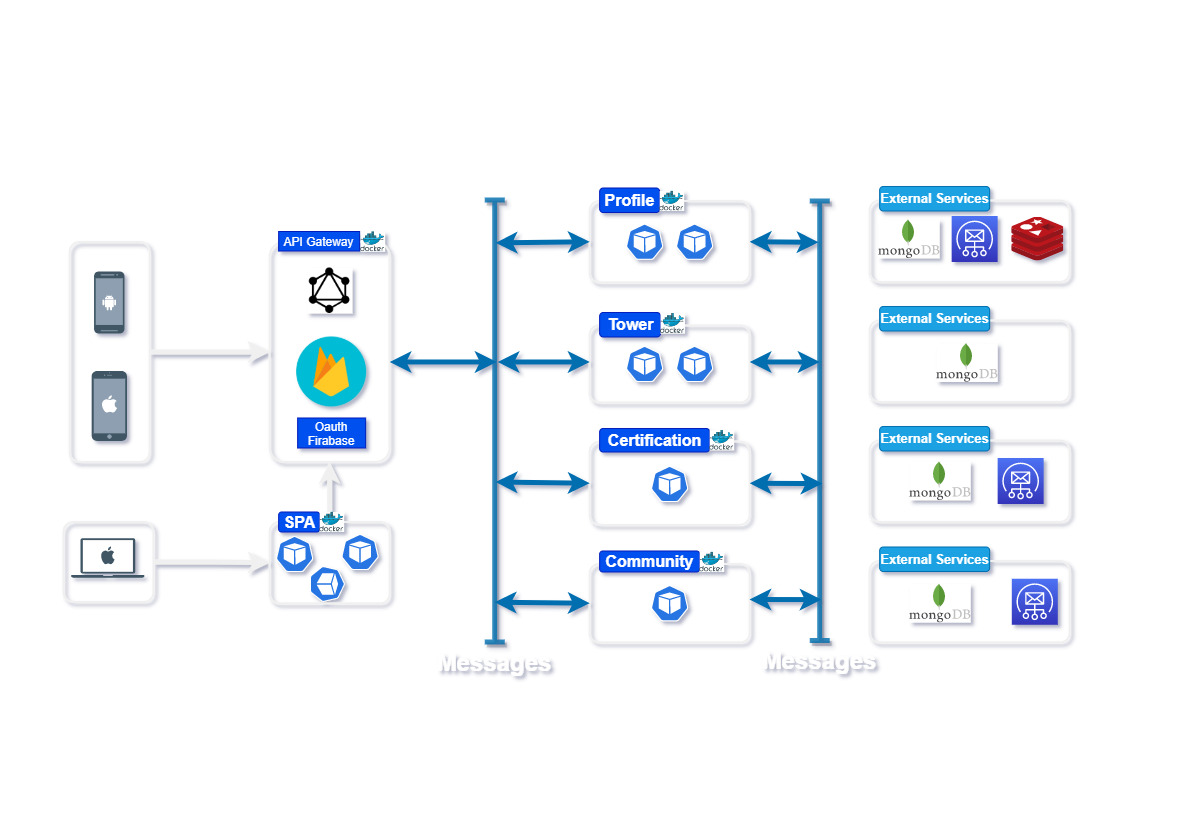 API Gateway
docker
Oauth
Firabase
SPA
docker
Messages
Profile
docker
Tower
docker
Certification
docker
Community
docker
Messages
External Services
mongoDB
External Services
mongoDB
External Services
mongoDB
External Services
mongoDB